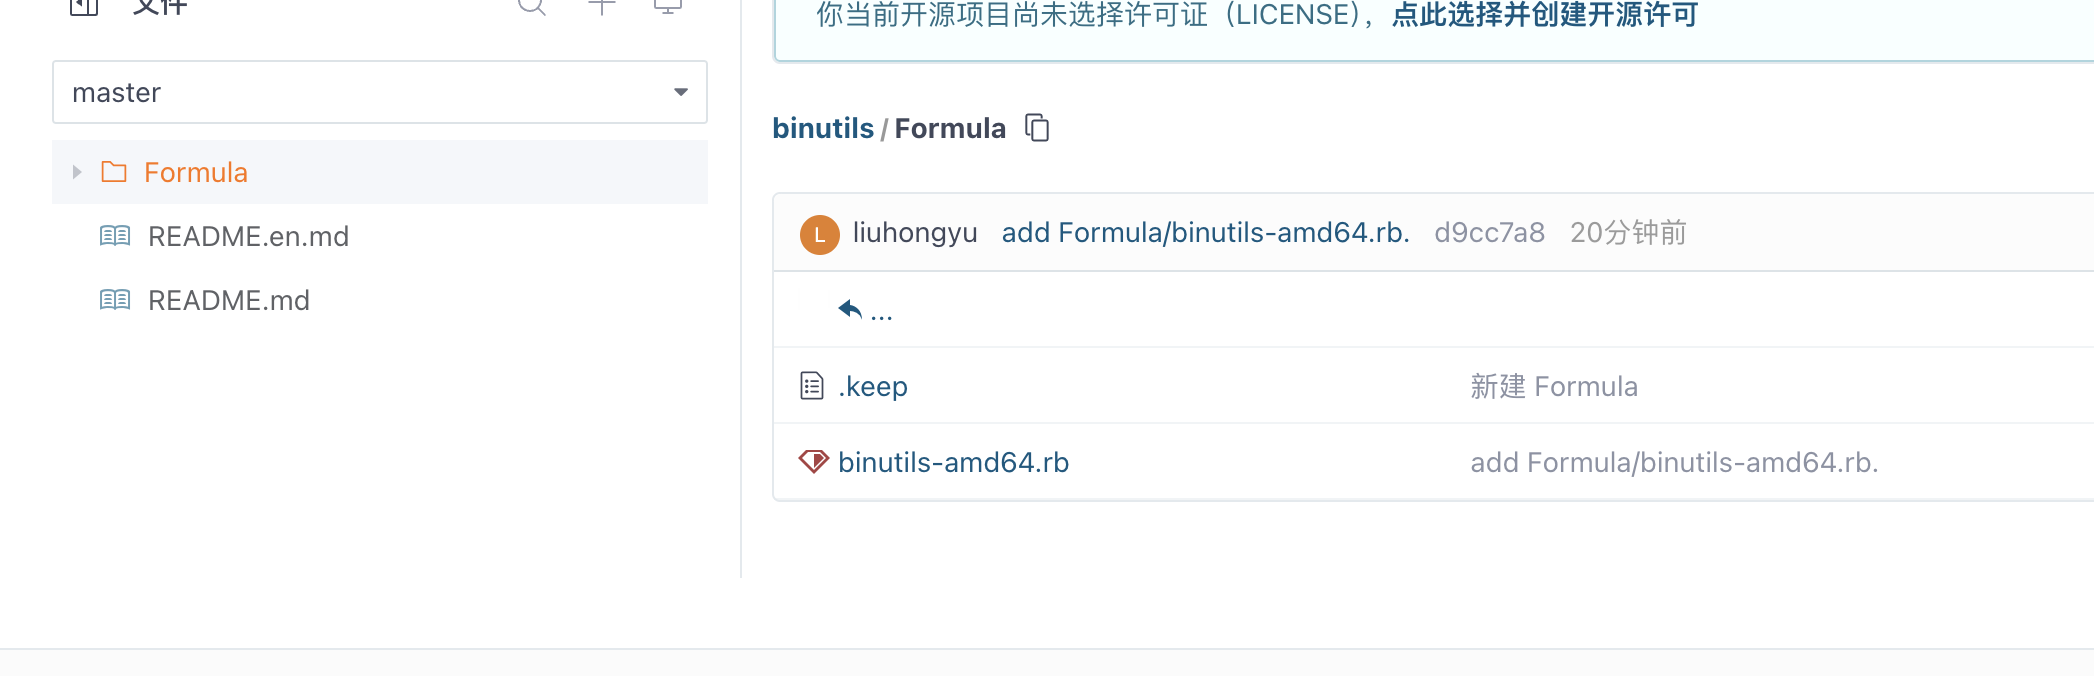 文件
master
Formula
README.en.md
README.md
你当前开源项目尚未选择许可证（LICENSE），点此选择并创建开源许可
binutils / Formula
L liuhongyu add Formula/binutils-amd64.rb. d9cc7a8 20分钟前
...
.keep 新建 Formula
binutils-amd64.rb add Formula/binutils-amd64.rb.